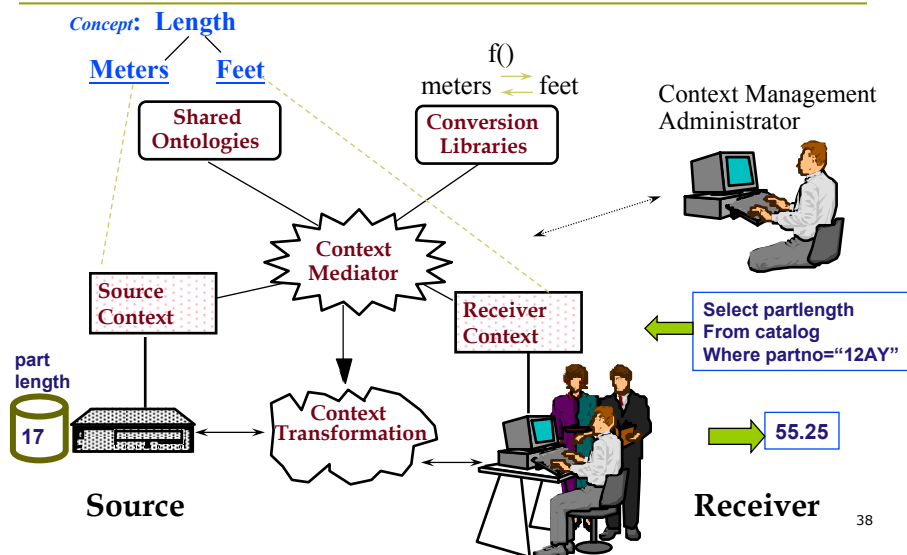 Concept: Length
Meters Feet
f()
meters feet
Shared
Ontologies
Conversion
Libraries
Context Management
Administrator
Context
Mediator
Source
Context
Receiver
Context
Select partlength
From catalog
Where partno=“12AY”
part
length
17
Context
Transformation
55.25
Source
Receiver
38